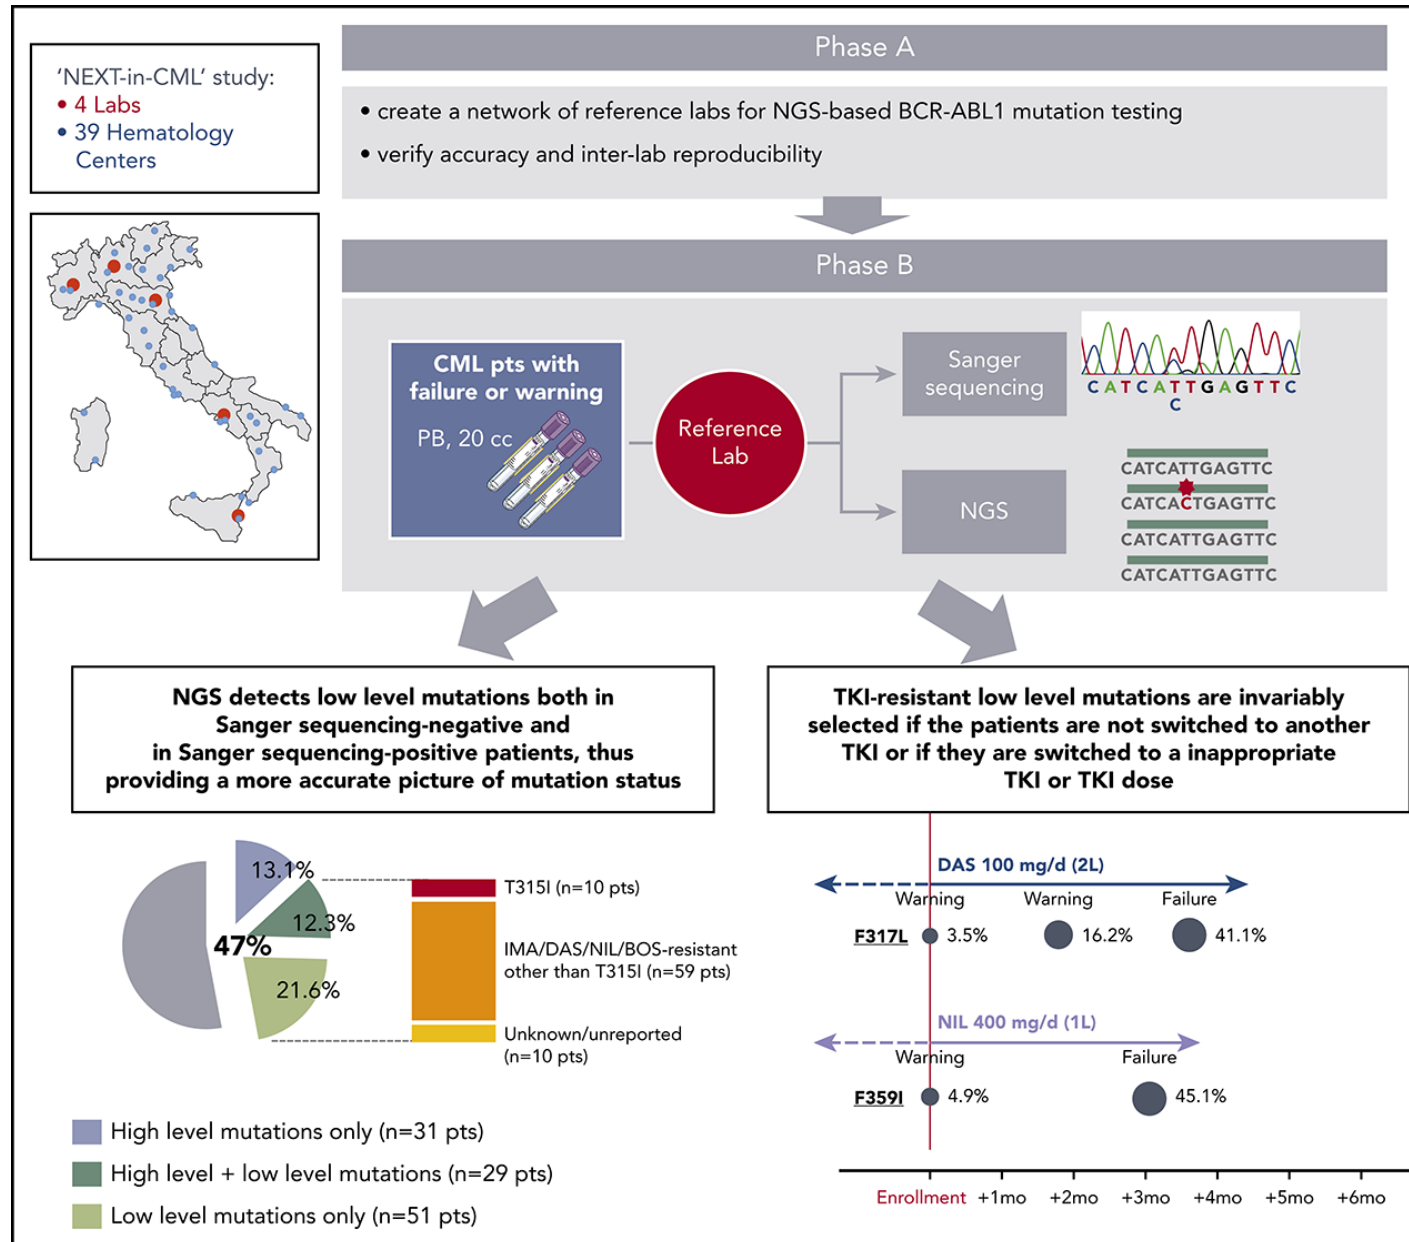 'NEXT-in-CML' study:
• 4 Labs
• 39 Hematology
Centers
Phase A
• create a network of reference labs for NGS-based BCR-ABL1 mutation testing
• verify accuracy and inter-lab reproducibility
Phase B
CML pts with
failure or warning
PB, 20 cc
Reference
Lab
Sanger
sequencing
CATCATTGAGTTC
C
NGS
CATCATTGAGTTC
CATCACTGAGTTC
CATCATTGAGTTC
CATCATTGAGTTC
NGS detects low level mutations both in
Sanger sequencing-negative and
in Sanger sequencing-positive patients, thus
providing a more accurate picture of mutation status
13.1%
12.3%
47%
21.6%
T315I (n=10 pts)
IMA/DAS/NIL/BOS-resistant
other than T315I (n=59 pts)
Unknown/unreported
(n=10 pts)
High level mutations only (n=31 pts)
High level + low level mutations (n=29 pts)
Low level mutations only (n=51 pts)
TKI-resistant low level mutations are invariably
selected if the patients are not switched to another
TKI or if they are switched to a inappropriate
TKI or TKI dose
DAS 100 mg/d (2L)
Warning Warning Failure
F317L 3.5% 16.2% 41.1%
NIL 400 mg/d (1L)
Warning Failure
F359I 4.9% 45.1%
Enrollment +1mo +2mo +3mo +4mo +5mo +6mo